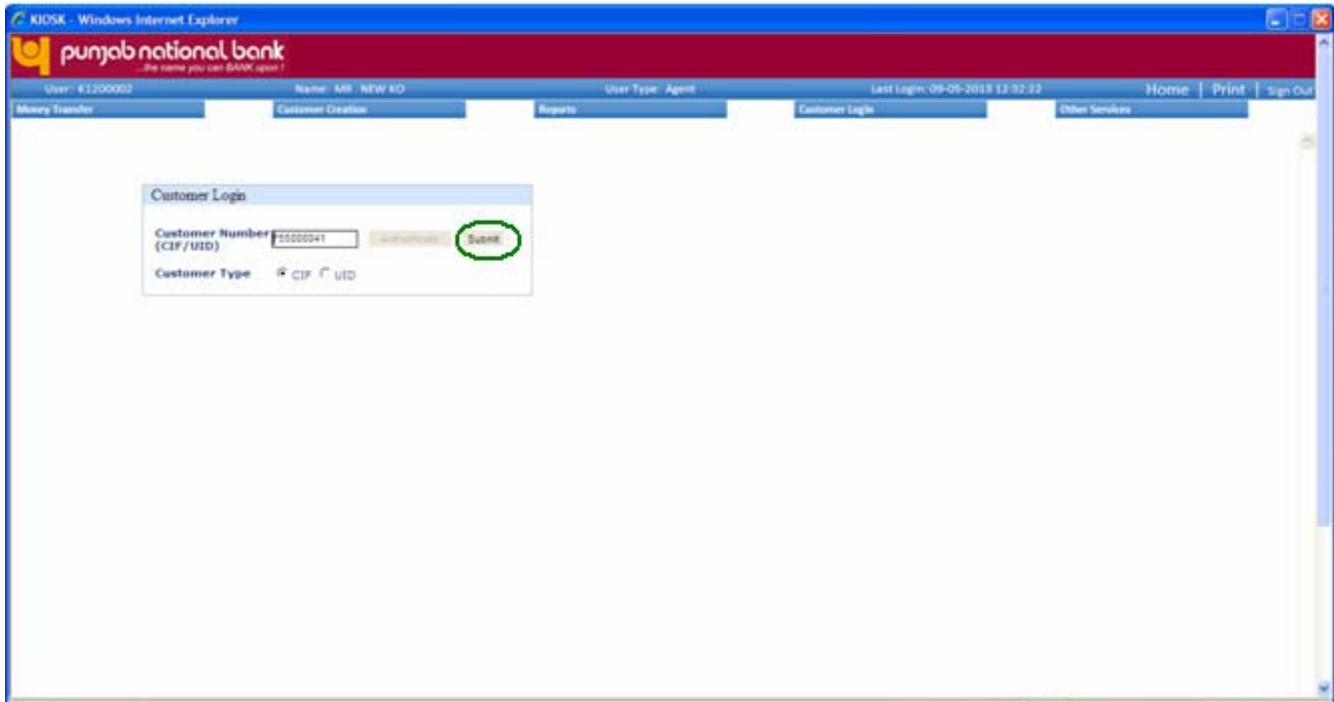 KIOSK - Windows Internet Explorer
punjab national bank
...the name you can BANK upon !
User: K1200002 Name: MR . NEW KO User Type: Agent Last Login: 09-05-2013 12:32:22 Home | Print | Sign Out
Money Transfer Customer Creation Reports Customer Login Other Services
Customer Login
Customer Number Submit
(CIF/UID)
Customer Type CIF UID